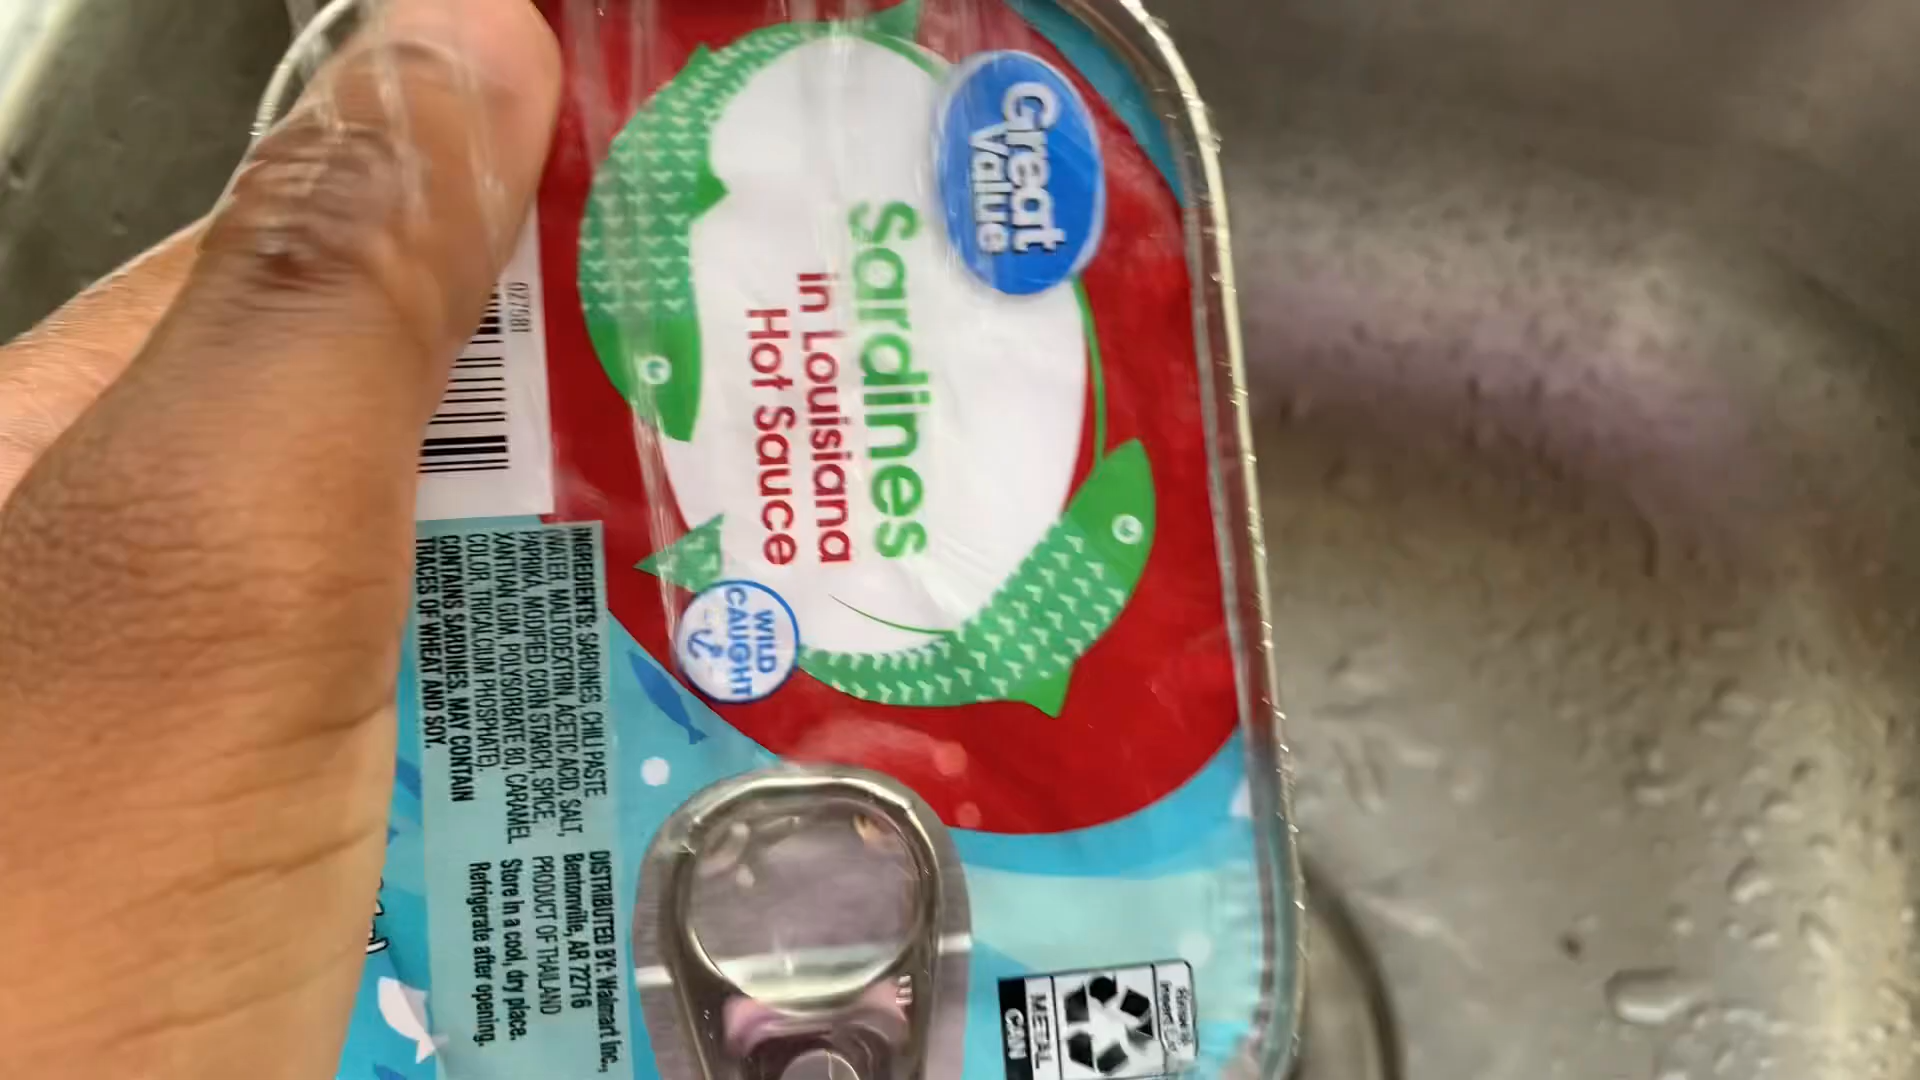 Great
Value
Sardines
in Louisiana
Hot Sauce
WILD
CAUGHT
027581
INGREDIENTS: SARDINES, CHILI PASTE
(WATER, MALTODEXTRIN, ACETIC ACID, SALT,
PAPRIKA, MODIFIED CORN STARCH, SPICE,
XANTHAN GUM, POLYSORBATE 80, CARAMEL
COLOR, TRICALCIUM PHOSPHATE).
CONTAINS SARDINES. MAY CONTAIN
TRACES OF WHEAT AND SOY.
DISTRIBUTED BY: Walmart Inc.,
Bentonville, AR 72716
PRODUCT OF THAILAND
Store in a cool, dry place.
Refrigerate after opening.
METAL
CAN